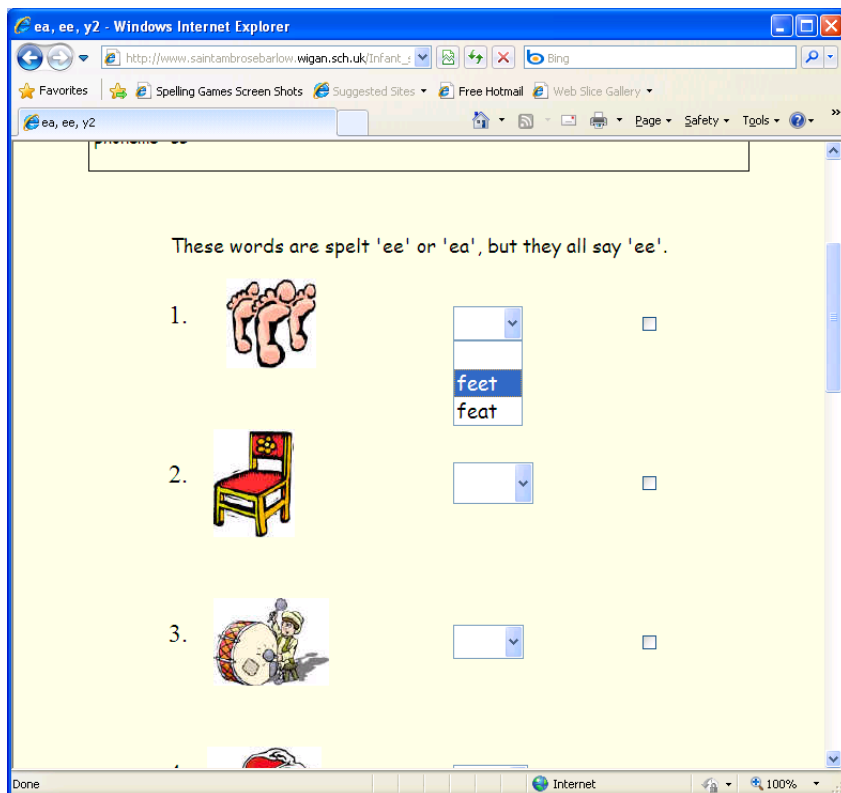 ea, ee, y2 - Windows Internet Explorer
http://www.saintambrosebarlow.wigan.sch.uk/Infant_s
Bing
Favorites
Spelling Games Screen Shots
Suggested Sites
Free Hotmail
Web Slice Gallery
ea, ee, y2
Page
Safety
Tools
»
These words are spelt 'ee' or 'ea', but they all say 'ee'.
1.
feet
feat
2.
3.
Done
Internet
100%